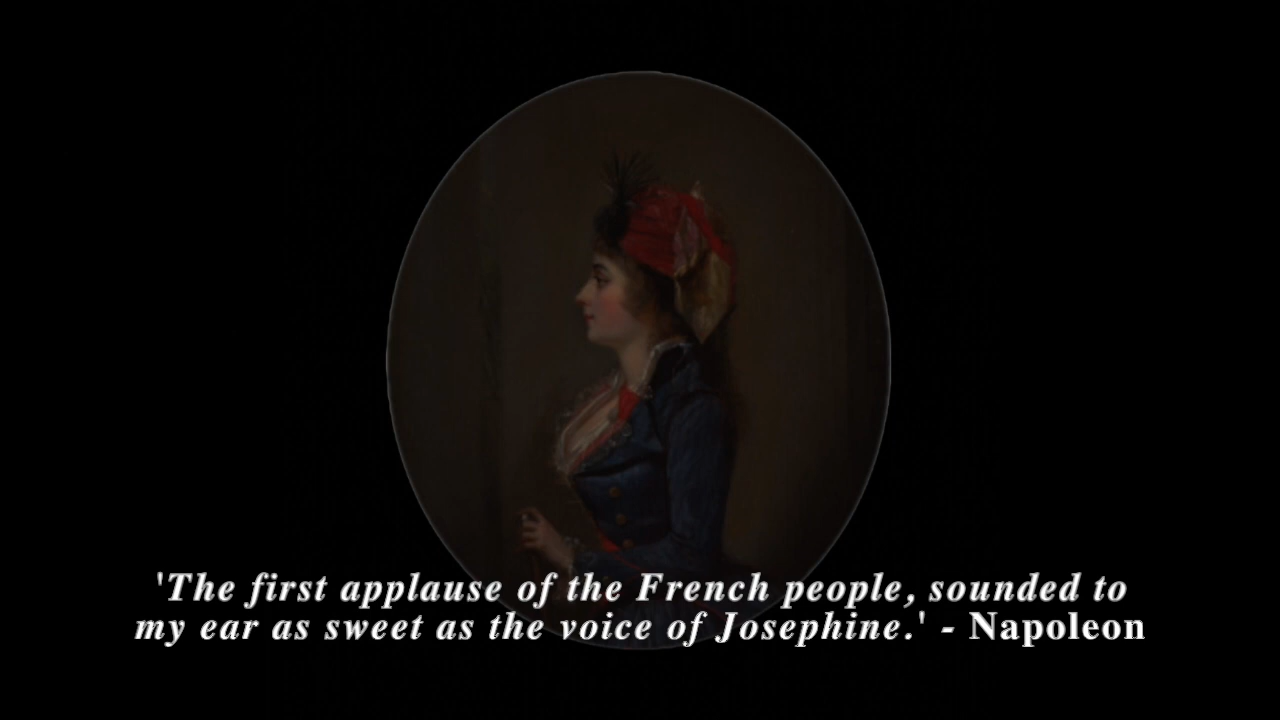 'The first applause of the French people, sounded to
my ear as sweet as the voice of Josephine.' - Napoleon